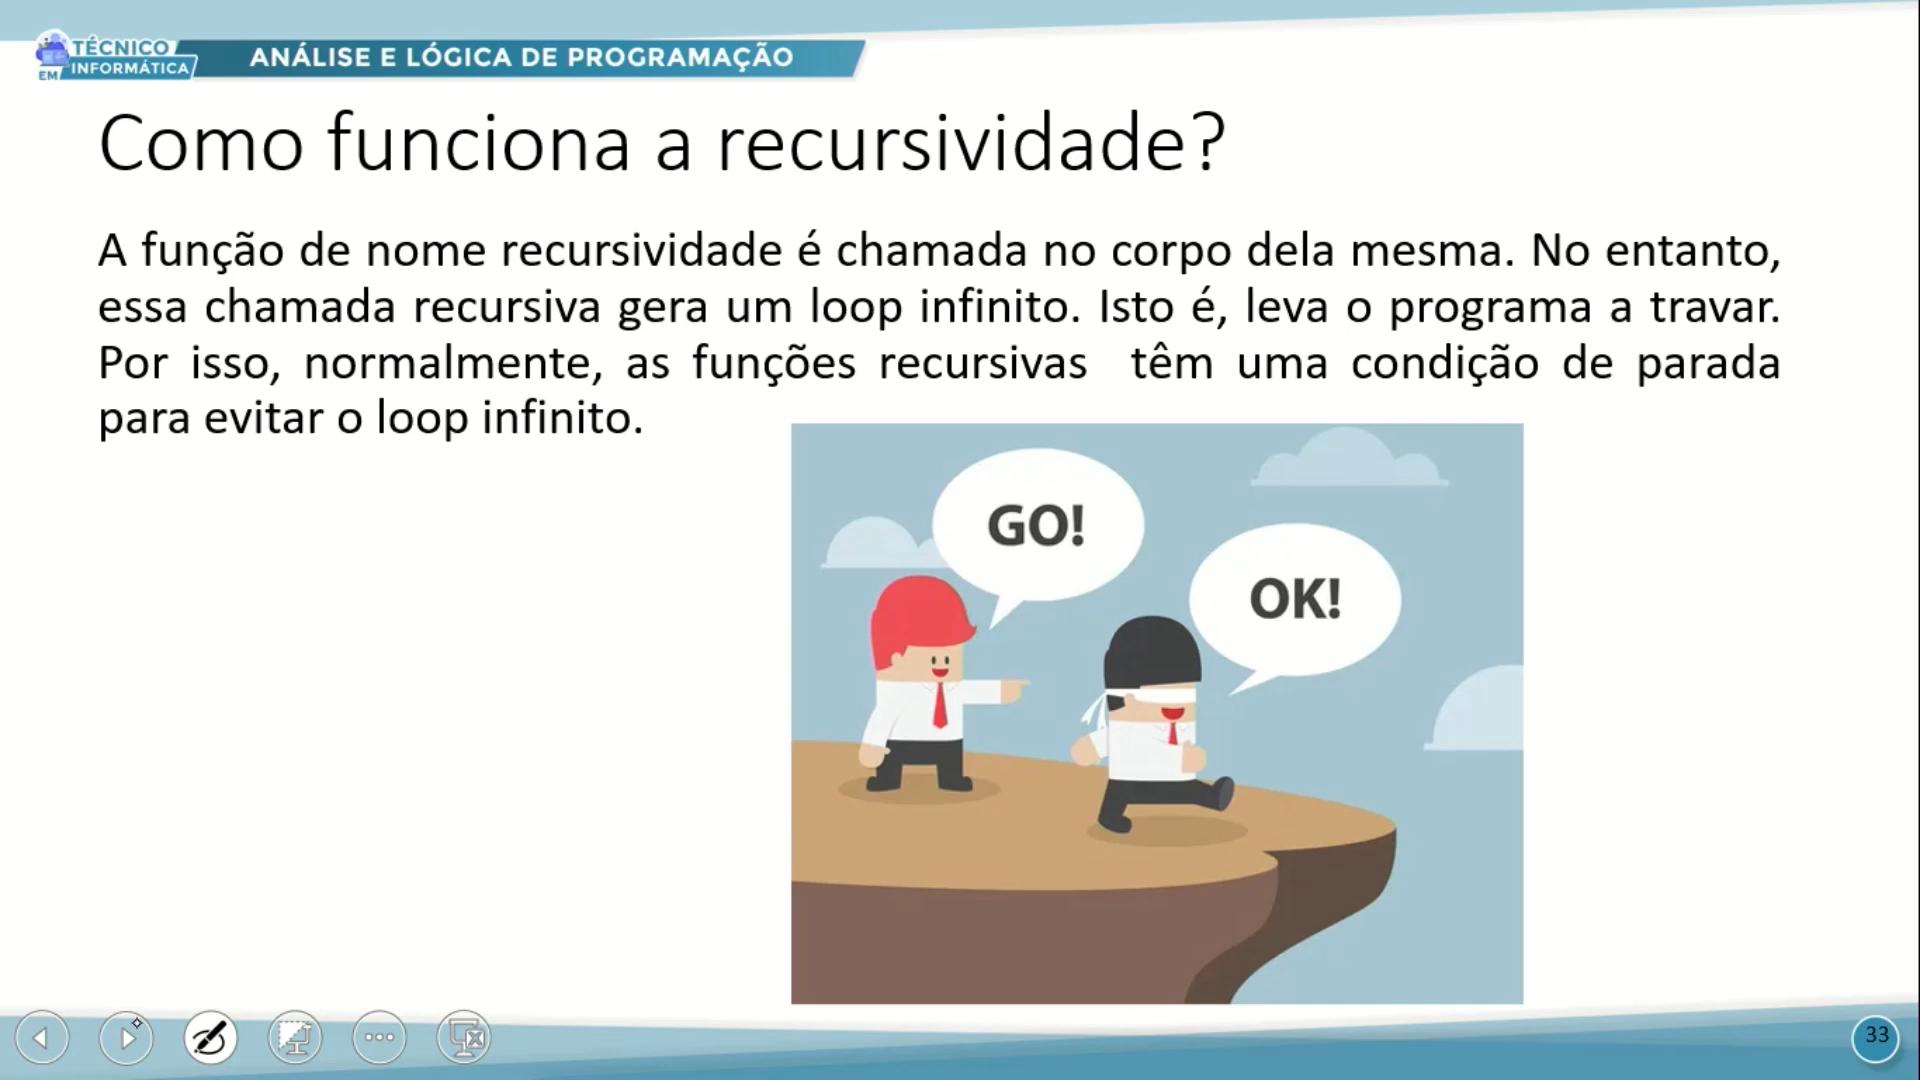 TÉCNICO
EM INFORMÁTICA
ANÁLISE E LÓGICA DE PROGRAMAÇÃO
Como funciona a recursividade?
A função de nome recursividade é chamada no corpo dela mesma. No entanto,
essa chamada recursiva gera um loop infinito. Isto é, leva o programa a travar.
Por isso, normalmente, as funções recursivas têm uma condição de parada
para evitar o loop infinito.
GO!
OK!
33